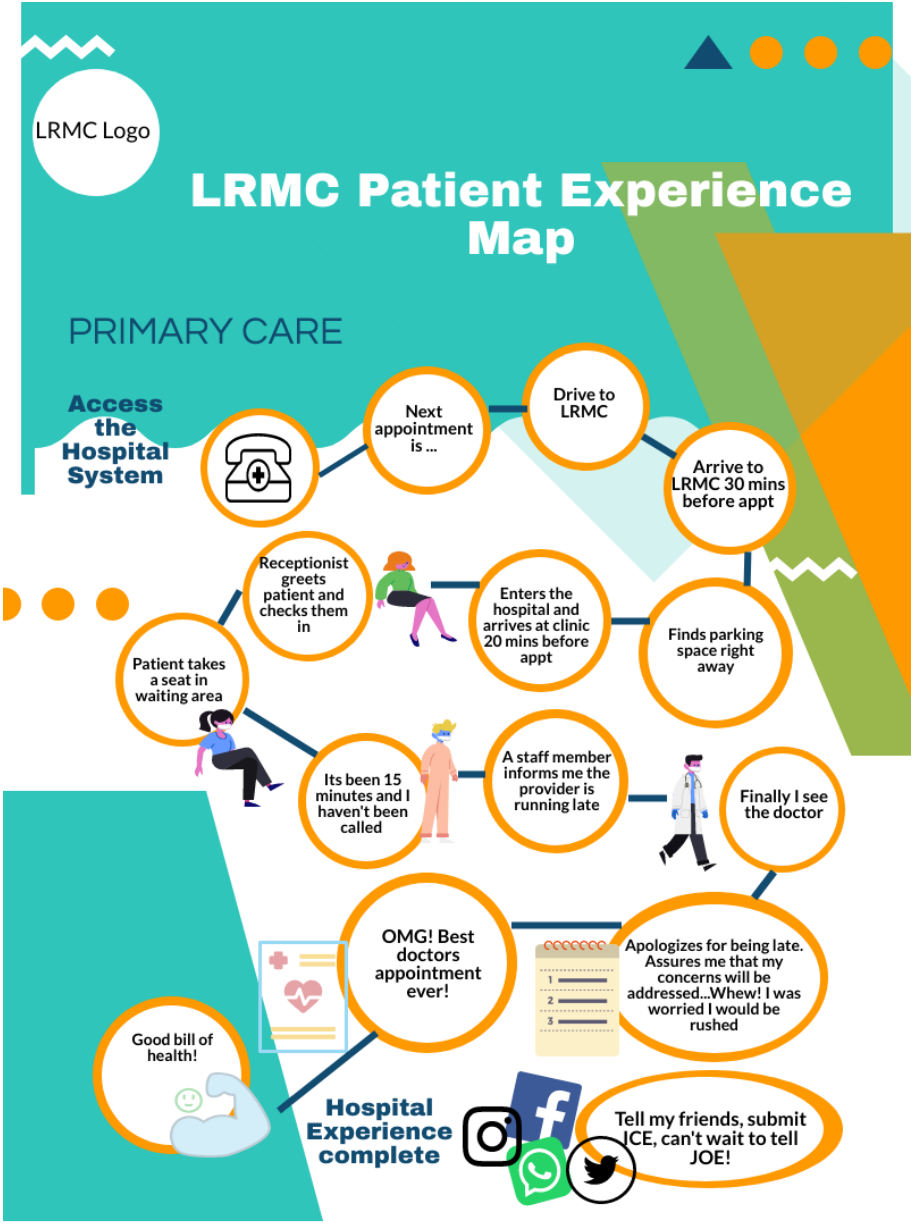 LRMC Logo
LRMC Patient Experience
Map
PRIMARY CARE
Access
the
Hospital
System
Next
appointment
is ...
Drive to
LRMC
Arrive to
LRMC 30 mins
before appt
Finds parking
space right
away
Enters the
hospital and
arrives at clinic
20 mins before
appt
Receptionist
greets
patient and
checks them
in
Patient takes
a seat in
waiting area
Its been 15
minutes and I
haven't been
called
A staff member
informs me the
provider is
running late
Finally I see
the doctor
Apologizes for being late.
Assures me that my
concerns will be
addressed...Whew! I was
worried I would be
rushed
1
2
3
OMG! Best
doctors
appointment
ever!
Good bill of
health!
Hospital
Experience
complete
Tell my friends, submit
ICE, can't wait to tell
JOE!